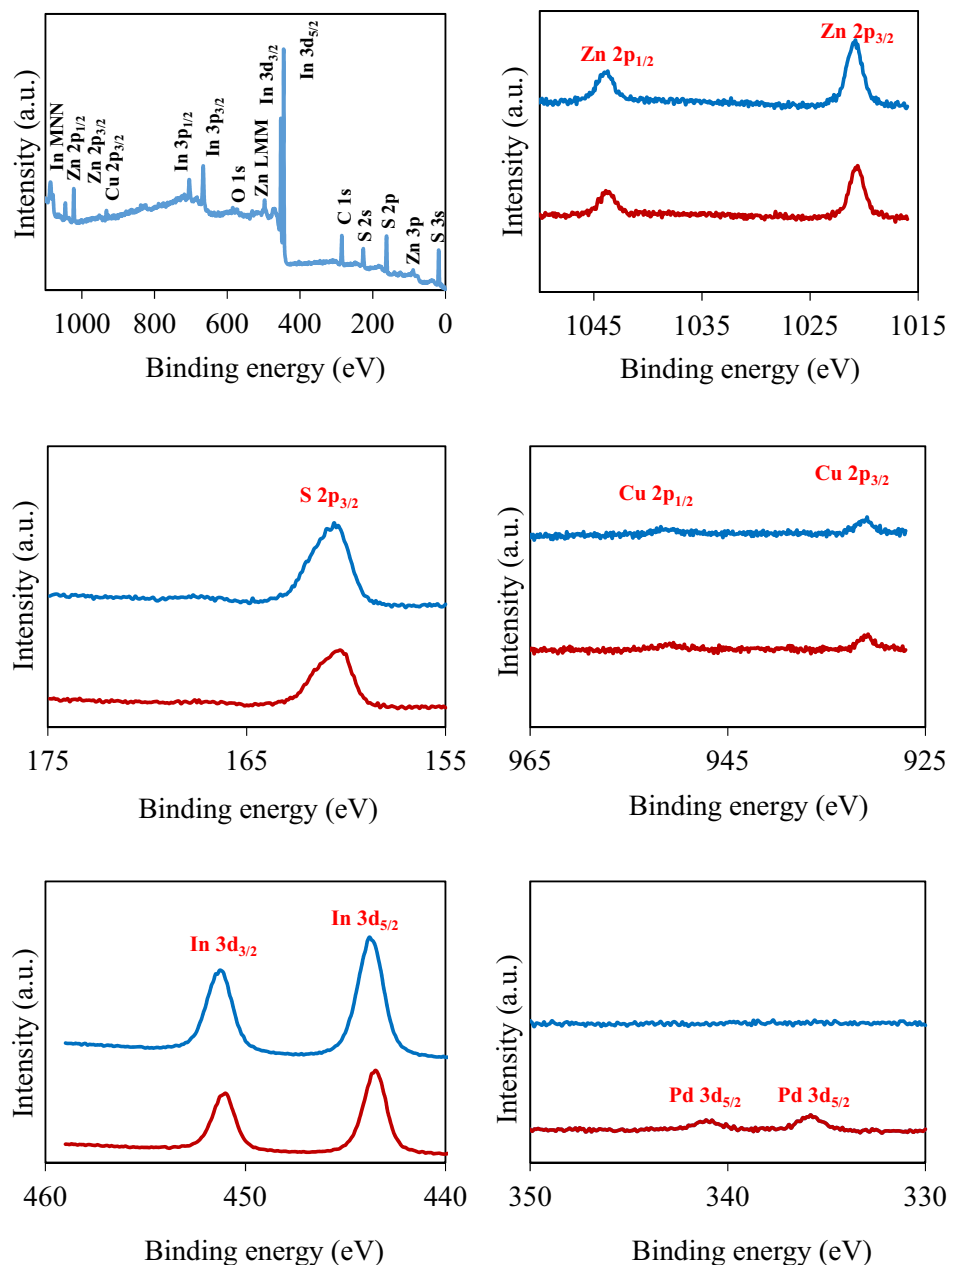 Intensity (a.u.)
In MNN
Zn 2p1/2
Zn 2p3/2
Cu 2p3/2
In 3p1/2
In 3p3/2
O 1s
Zn LMM
In 3d3/2
In 3d5/2
C 1s
S 2s
S 2p
Zn 3p
S 3s
1000 800 600 400 200 0
Binding energy (eV)
Intensity (a.u.)
Zn 2p1/2
Zn 2p3/2
1045 1035 1025 1015
Binding energy (eV)
Intensity (a.u.)
S 2p3/2
175 165 155
Binding energy (eV)
Intensity (a.u.)
Cu 2p1/2
Cu 2p3/2
965 945 925
Binding energy (eV)
Intensity (a.u.)
In 3d3/2
In 3d5/2
460 450 440
Binding energy (eV)
Intensity (a.u.)
Pd 3d5/2
Pd 3d5/2
350 340 330
Binding energy (eV)